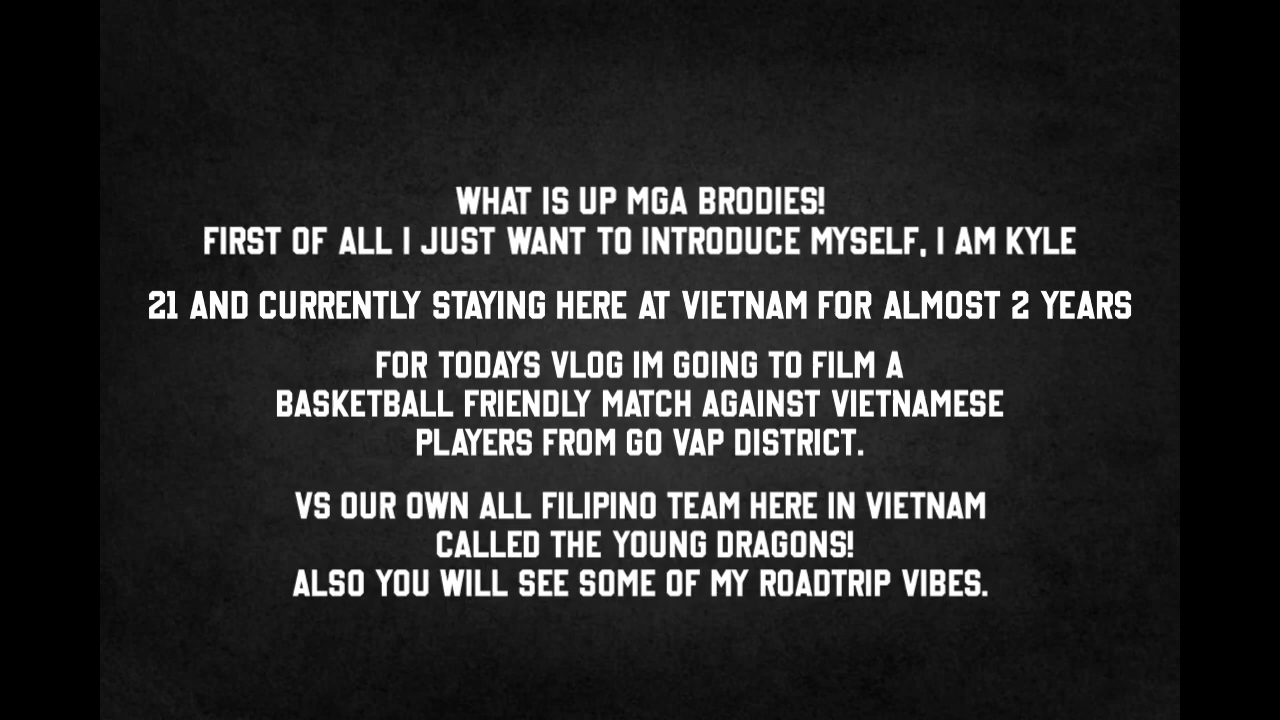 WHAT IS UP MGA BRODIES!
FIRST OF ALL I JUST WANT TO INTRODUCE MYSELF, I AM KYLE
21 AND CURRENTLY STAYING HERE AT VIETNAM FOR ALMOST 2 YEARS
FOR TODAYS VLOG IM GOING TO FILM A
BASKETBALL FRIENDLY MATCH AGAINST VIETNAMESE
PLAYERS FROM GO VAP DISTRICT.
VS OUR OWN ALL FILIPINO TEAM HERE IN VIETNAM
CALLED THE YOUNG DRAGONS!
ALSO YOU WILL SEE SOME OF MY ROADTRIP VIBES.